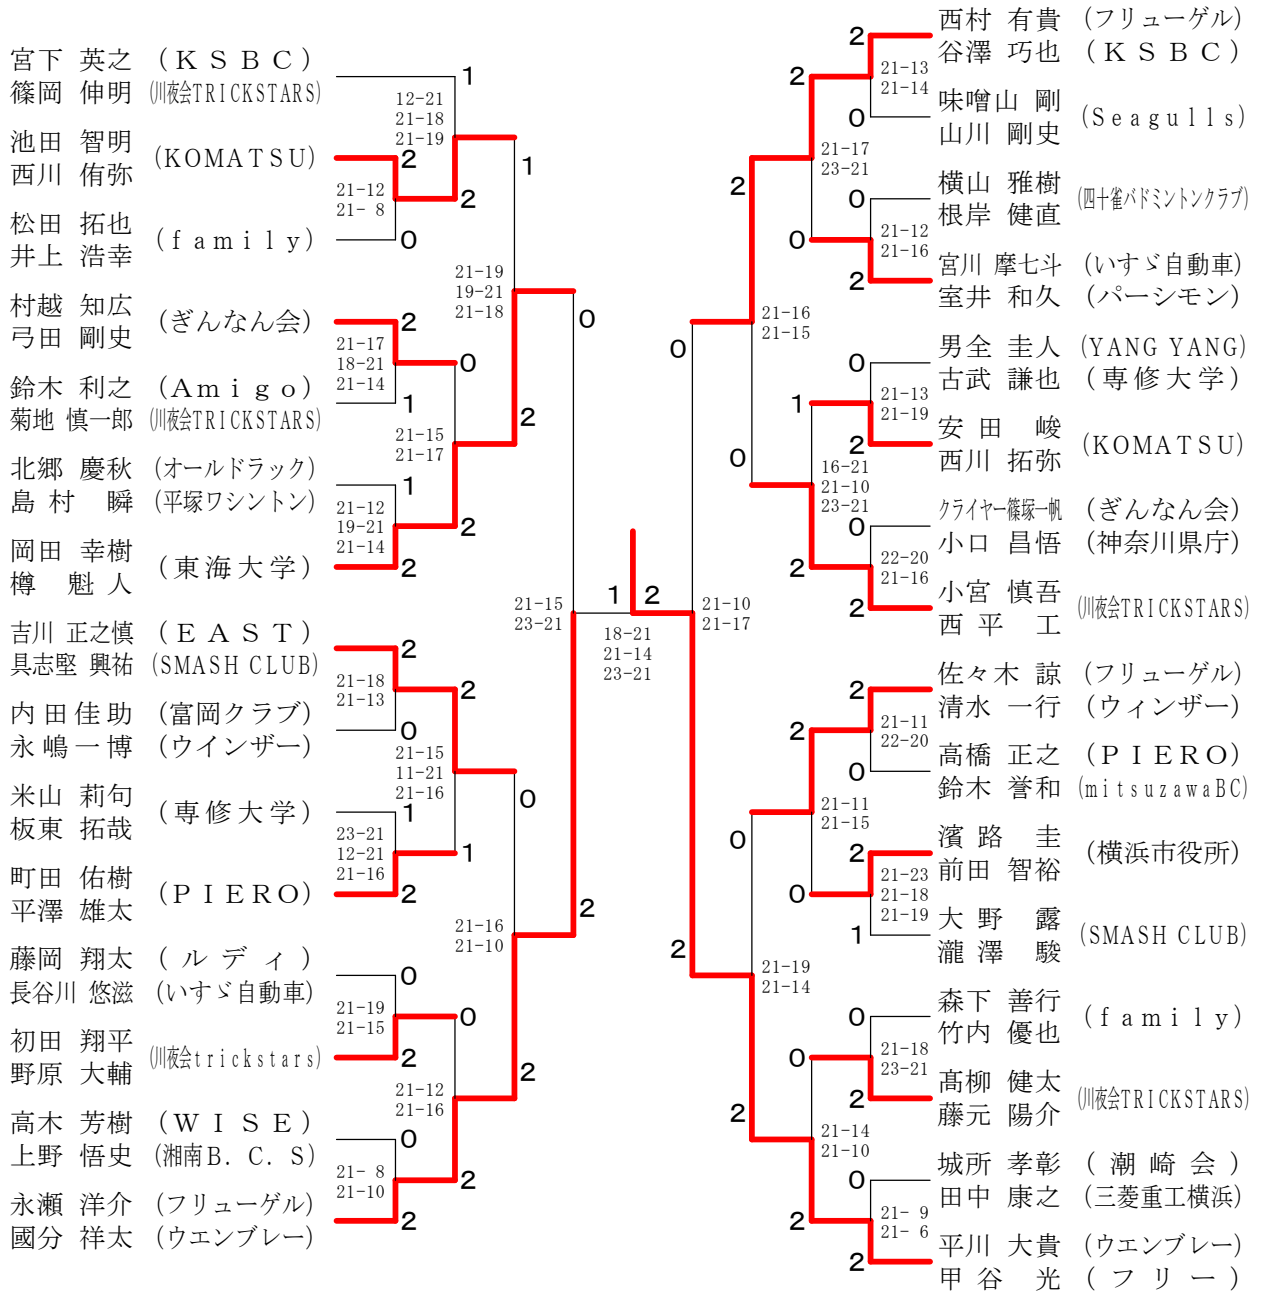 宮下 英之 (ＫＳＢＣ)
篠岡 伸明 (川夜会TRICKSTARS)
池田 智明
西川 侑弥
(KOMATSU)
松田 拓也
井上 浩幸
(family)
村越 知広
弓田 剛史
(ぎんなん会)
鈴木 利之 (Amigo)
菊地 慎一郎 (川夜会TRICKSTARS)
北郷 慶秋 (オールドラック)
島村 瞬 (平塚ワシントン)
岡田 幸樹
樽 魁人
(東海大学)
吉川 正之慎 (EAST)
具志堅 興祐 (SMASH CLUB)
内田佳助 (富岡クラブ)
永嶋一博 (ウインザー)
米山 莉句
板東 拓哉
(専修大学)
町田 佑樹
平澤 雄太
(PIERO)
藤岡 翔太 (ルディ)
長谷川 悠滋 (いすゞ自動車)
初田 翔平
野原 大輔
(川夜会trickstars)
高木 芳樹 (WISE)
上野 悟史 (湘南B. C. S)
永瀬 洋介 (フリューゲル)
國分 祥太 (ウエンブレー)
1
12-21
21-18
21-19
2
2
21-12
21- 8
0
1
21-19
19-21
21-18
2
2
21-17
18-21
21-14
1
0
21-15
21-17
2
1
21-12
19-21
21-14
2
0
21-15
23-21
2
2
21-18
21-13
0
2
21-15
11-21
21-16
1
1
23-21
12-21
21-16
2
0
21-16
21-10
2
0
21-19
21-15
2
0
21-12
21-16
2
0
21- 8
21-10
2
1 2
18-21
21-14
23-21
西村 有貴 (フリューゲル)
谷澤 巧也 (ＫＳＢＣ)
味噌山 剛
山川 剛史
(Seagulls)
横山 雅樹
根岸 健直
(四十雀バドミントンクラブ)
宮川 摩七斗 (いすゞ自動車)
室井 和久 (パーシモン)
男全 圭人 (YANG YANG)
古武 謙也 (専修大学)
安田 峻
西川 拓弥
(KOMATSU)
クライヤー篠塚一帆 (ぎんなん会)
小口 昌悟 (神奈川県庁)
小宮 慎吾
西平 工
(川夜会TRICKSTARS)
佐々木 諒 (フリューゲル)
清水 一行 (ウィンザー)
高橋 正之 (PIERO)
鈴木 誉和 (mitsuzawaBC)
濱路 圭
前田 智裕
(横浜市役所)
大野 露
瀧澤 駿
(SMASH CLUB)
森下 善行
竹内 優也
(family)
髙柳 健太
藤元 陽介
(川夜会TRICKSTARS)
城所 孝彰 (潮崎会)
田中 康之 (三菱重工横浜)
平川 大貴 (ウエンブレー)
甲谷 光 (フリー)
2
21-13
21-14
0
2
21-17
23-21
0
0
21-12
21-16
2
2
21-16
21-15
0
0
21-13
21-19
2
1
16-21
21-10
23-21
2
0
22-20
21-16
2
0
21-10
21-17
2
2
21-11
22-20
0
2
21-11
21-15
0
2
21-23
21-18
21-19
1
0
21-19
21-14
2
0
21-18
23-21
2
0
21-14
21-10
2
0
21- 9
21- 6
2